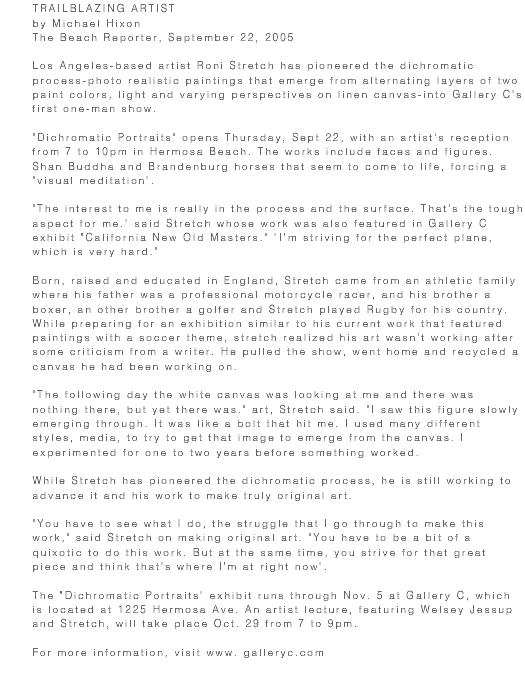 TRAILBLAZING ARTIST
by Michael Hixon
The Beach Reporter, September 22, 2005
Los Angeles-based artist Roni Stretch has pioneered the dichromatic
process-photo realistic paintings that emerge from alternating layers of two
paint colors, light and varying perspectives on linen canvas-into Gallery C's
first one-man show.
"Dichromatic Portraits" opens Thursday, Sept 22, with an artist's reception
from 7 to 10pm in Hermosa Beach. The works include faces and figures.
Shan Buddha and Brandenburg horses that seem to come to life, forcing a
"visual meditation'.
"The interest to me is really in the process and the surface. That's the tough
aspect for me.' said Stretch whose work was also featured in Gallery C
exhibit "California New Old Masters." 'I'm striving for the perfect plane,
which is very hard."
Born, raised and educated in England, Stretch came from an athletic family
where his father was a professional motorcycle racer, and his brother a
boxer, an other brother a golfer and Stretch played Rugby for his country.
While preparing for an exhibition similar to his current work that featured
paintings with a soccer theme, stretch realized his art wasn't working after
some criticism from a writer. He pulled the show, went home and recycled a
canvas he had been working on.
"The following day the white canvas was looking at me and there was
nothing there, but yet there was." art, Stretch said. "I saw this figure slowly
emerging through. It was like a bolt that hit me. I used many different
styles, media, to try to get that image to emerge from the canvas. I
experimented for one to two years before something worked.
While Stretch has pioneered the dichromatic process, he is still working to
advance it and his work to make truly original art.
"You have to see what I do, the struggle that I go through to make this
work," said Stretch on making original art. "You have to be a bit of a
quixotic to do this work. But at the same time, you strive for that great
piece and think that's where I'm at right now'.
The "Dichromatic Portraits' exhibit runs through Nov. 5 at Gallery C, which
is located at 1225 Hermosa Ave. An artist lecture, featuring Welsey Jessup
and Stretch, will take place Oct. 29 from 7 to 9pm.
For more information, visit www. galleryc.com